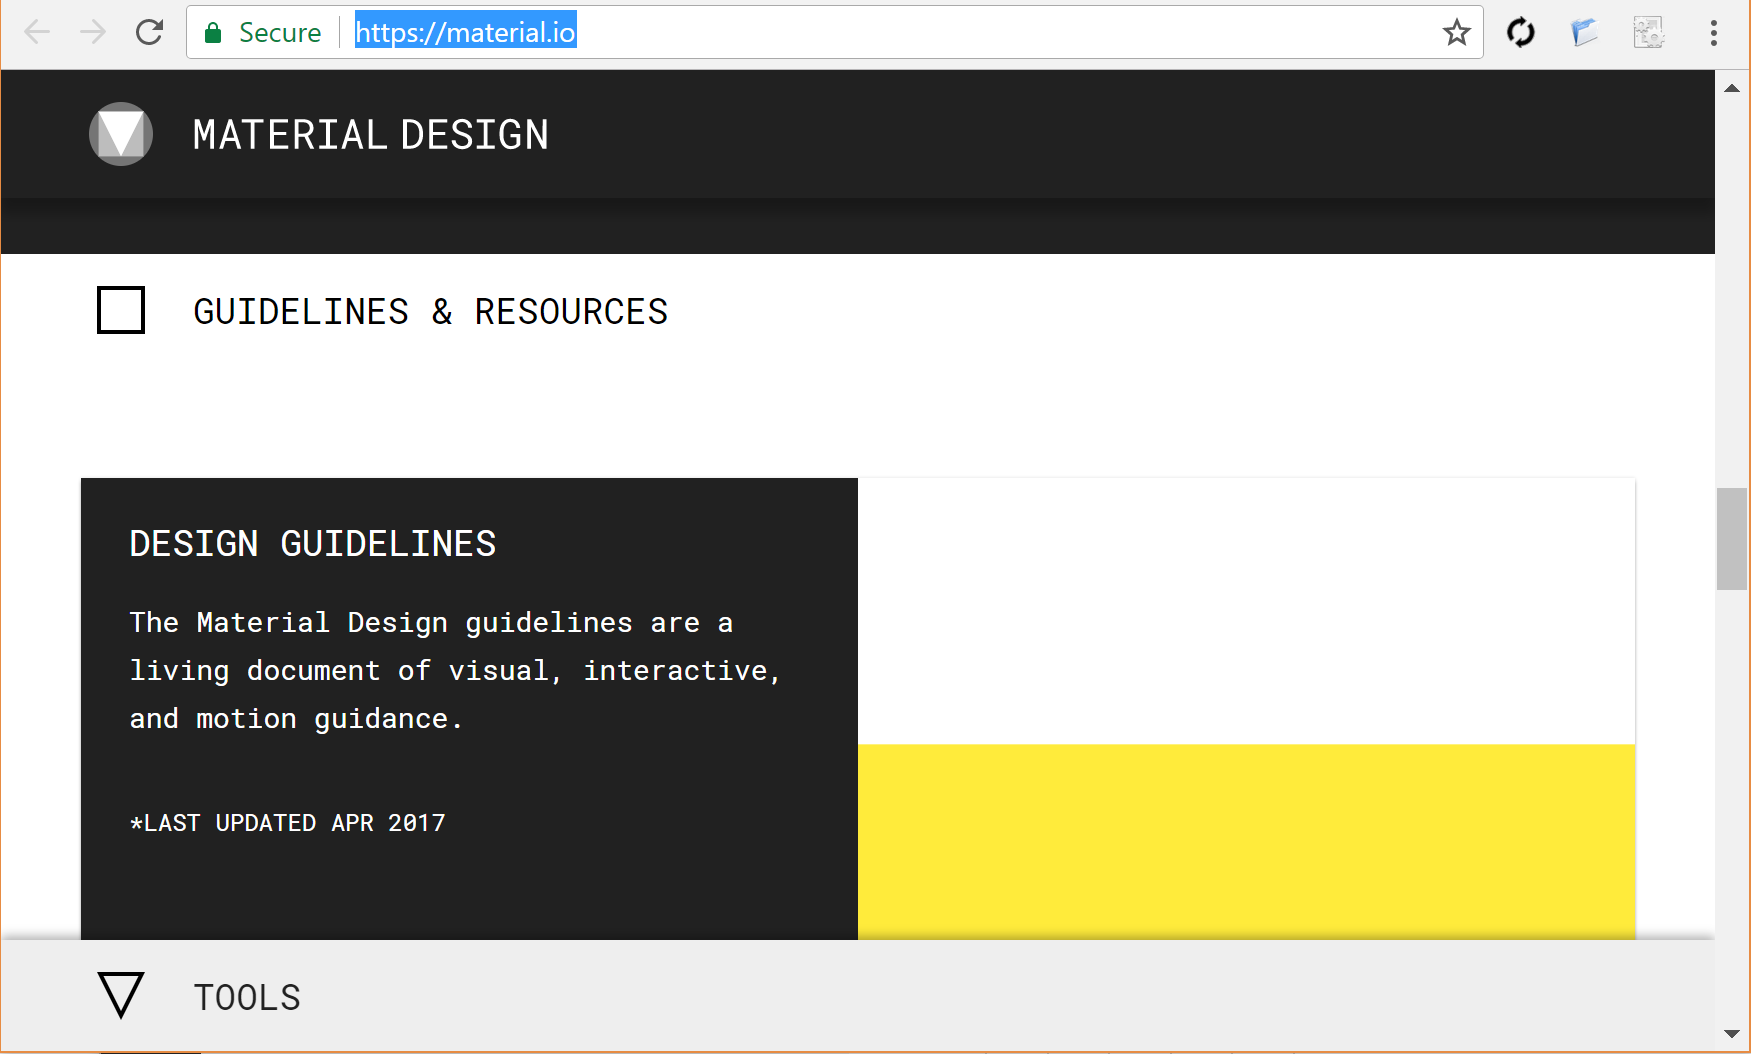 Secure
https://material.io
MATERIAL DESIGN
GUIDELINES & RESOURCES
DESIGN GUIDELINES
The Material Design guidelines are a
living document of visual, interactive,
and motion guidance.
*LAST UPDATED APR 2017
TOOLS